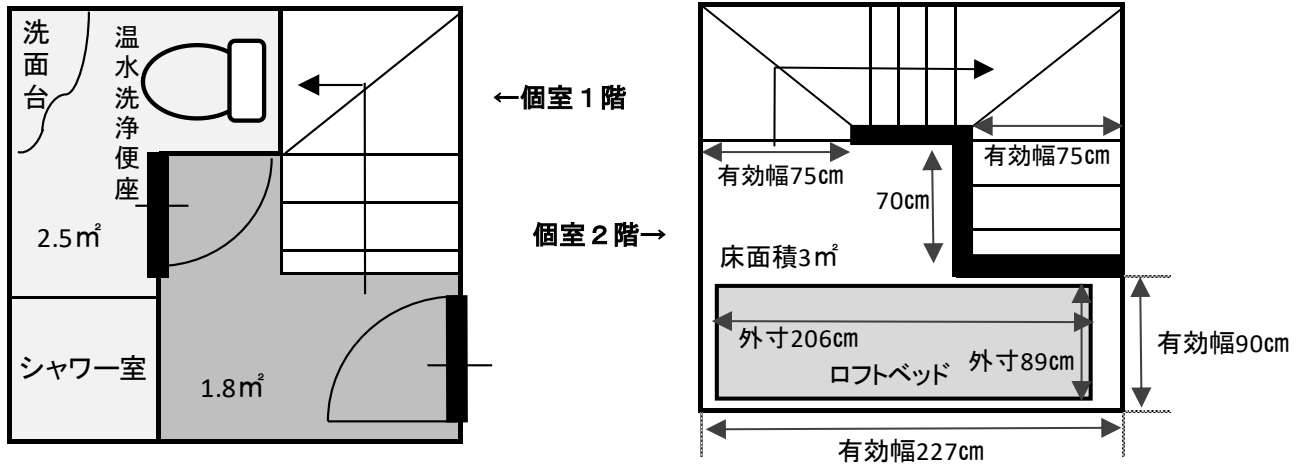 洗面台
温水洗浄便座
2.5㎡
シャワー室
1.8㎡
←個室１階
個室２階→
有効幅75㎝
有効幅75㎝
70㎝
床面積3㎡
外寸206㎝
外寸89㎝
ロフトベッド
有効幅90㎝
有効幅227㎝